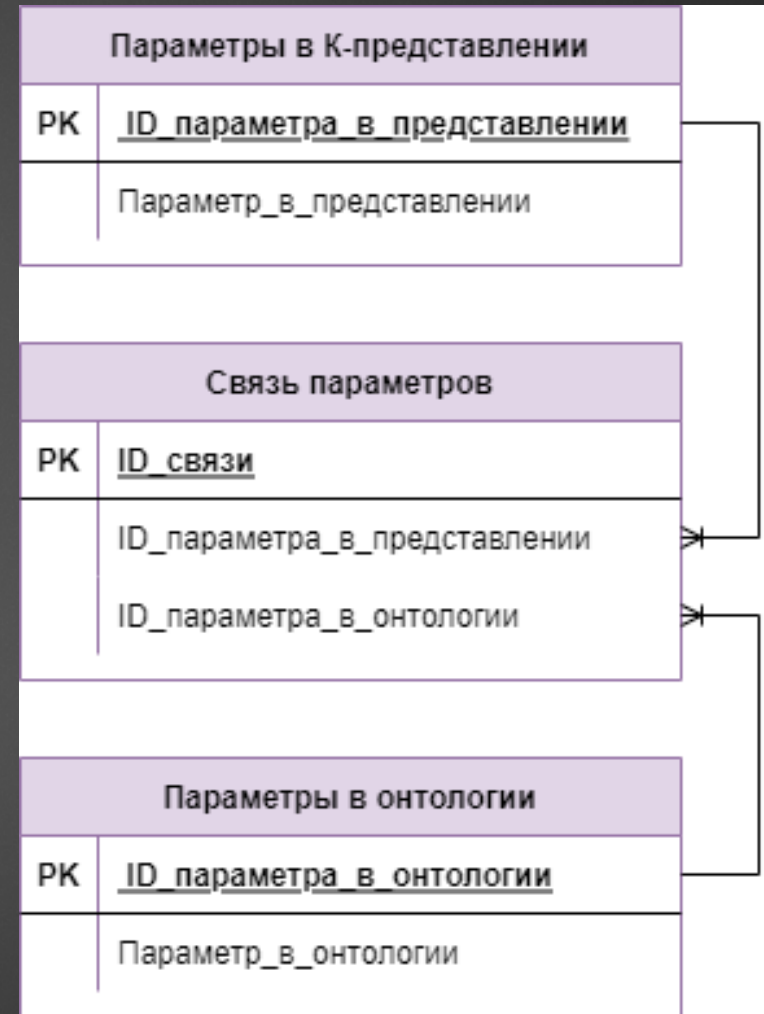 Параметры в К-представлении
PK ID_параметра_в_представлении
Параметр_в_представлении
Связь параметров
PK ID_связи
ID_параметра_в_представлении
ID_параметра_в_онтологии
Параметры в онтологии
PK ID_параметра_в_онтологии
Параметр_в_онтологии